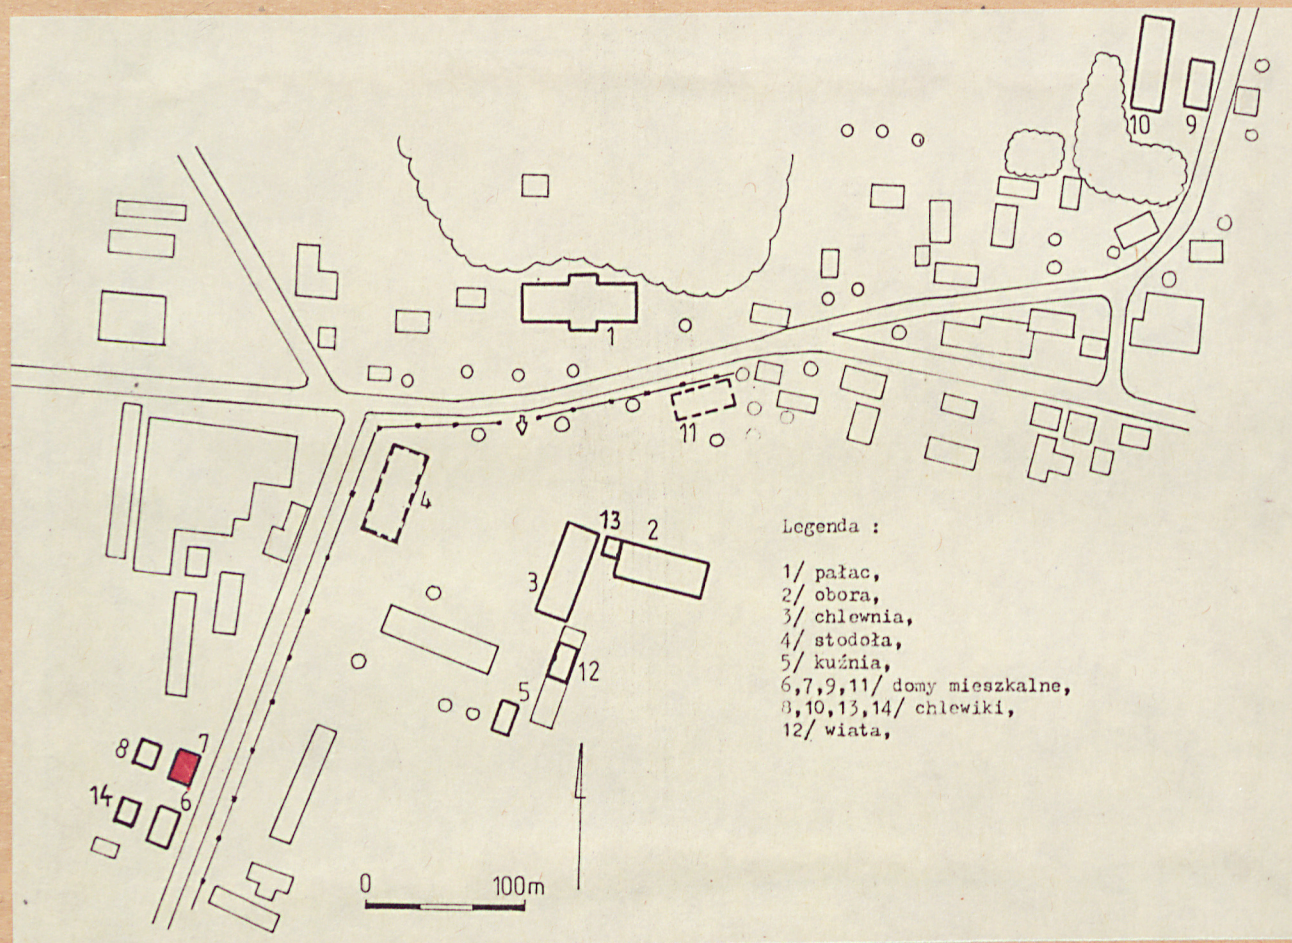 10
9
1
11
4
13
2
3
12
5
8
7
14
6
0 100m
Legenda :
1/ pałac,
2/ obora,
3/ chlewnia,
4/ stodoła,
5/ kuźnia,
6,7,9,11/ domy mieszkalne,
8,10,13,14/ chlewiki,
12/ wiata,